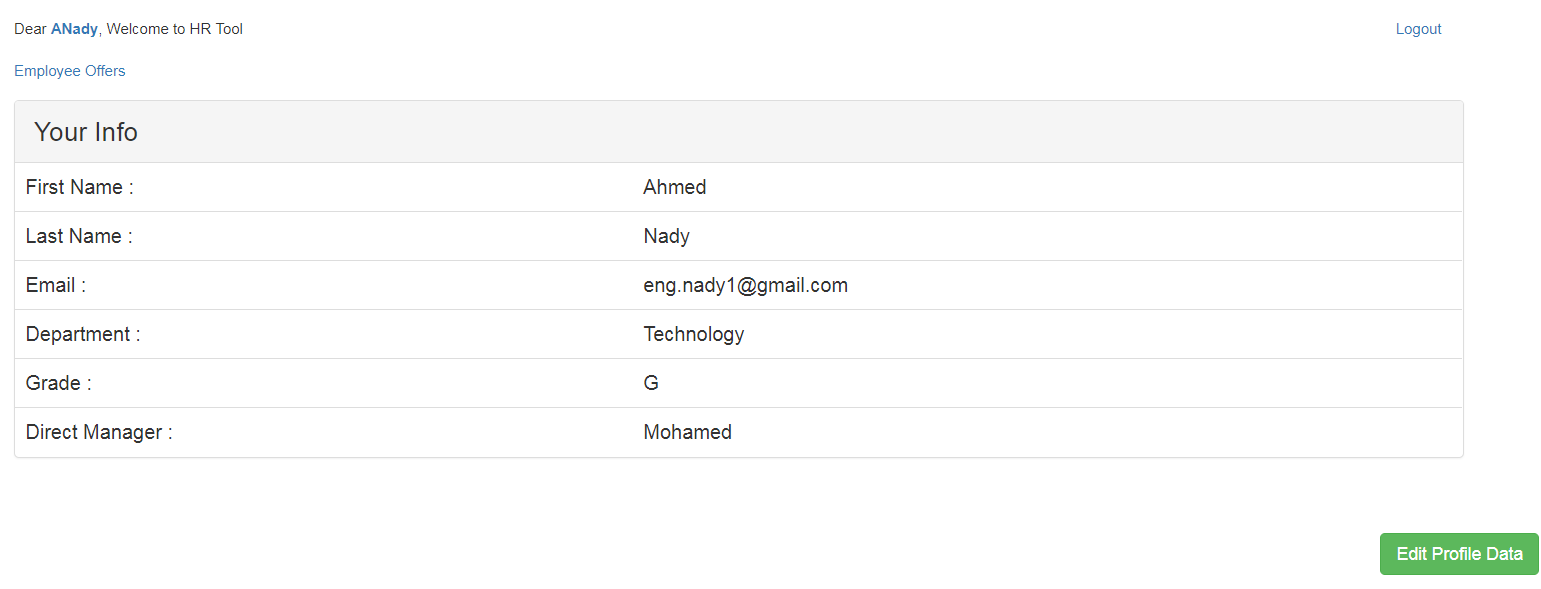 Dear ANady, Welcome to HR Tool Logout
Employee Offers
Your Info
First Name : Ahmed
Last Name : Nady
Email : eng.nady1@gmail.com
Department : Technology
Grade : G
Direct Manager : Mohamed
Edit Profile Data